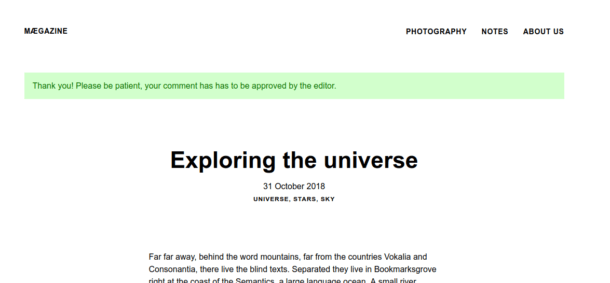 MÆGAZINE
PHOTOGRAPHY NOTES ABOUT US
Thank you! Please be patient, your comment has has to be approved by the editor.
Exploring the universe
31 October 2018
UNIVERSE, STARS, SKY
Far far away, behind the word mountains, far from the countries Vokalia and
Consonantia, there live the blind texts. Separated they live in Bookmarksgrove
right at the coast of the Semantics, a large language ocean. A small river